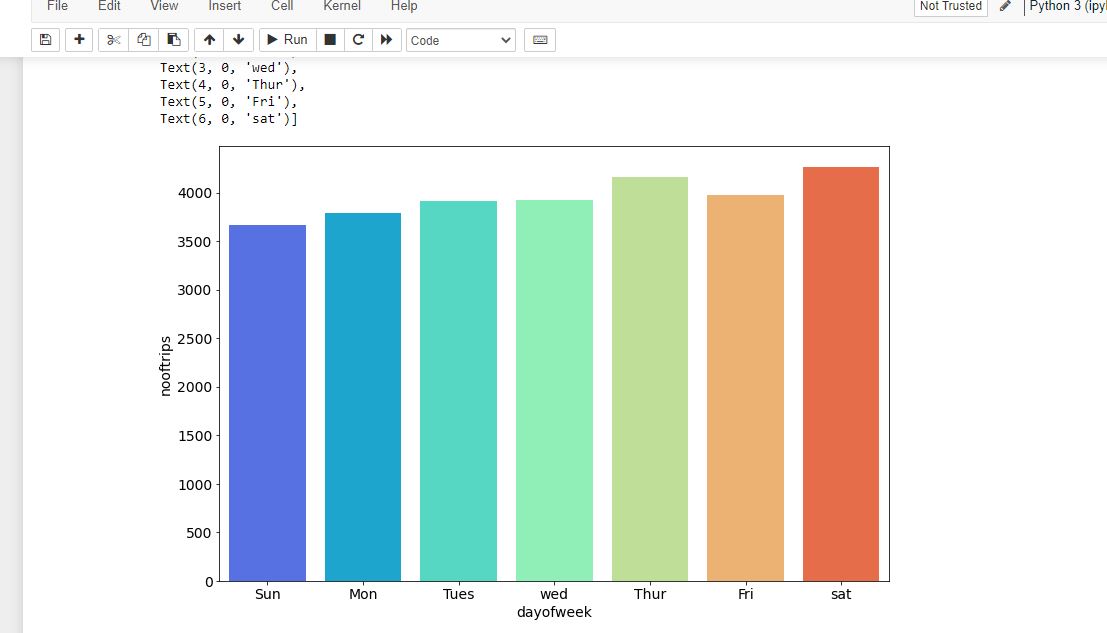 File Edit View Insert Cell Kernel Help Not Trusted Python 3
Run Code
Text(3, 0, 'wed'),
Text(4, 0, 'Thur'),
Text(5, 0, 'Fri'),
Text(6, 0, 'sat')]
4000
3500
3000
2500
2000
1500
1000
500
0
nooftrips
Sun Mon Tues wed Thur Fri sat
dayofweek